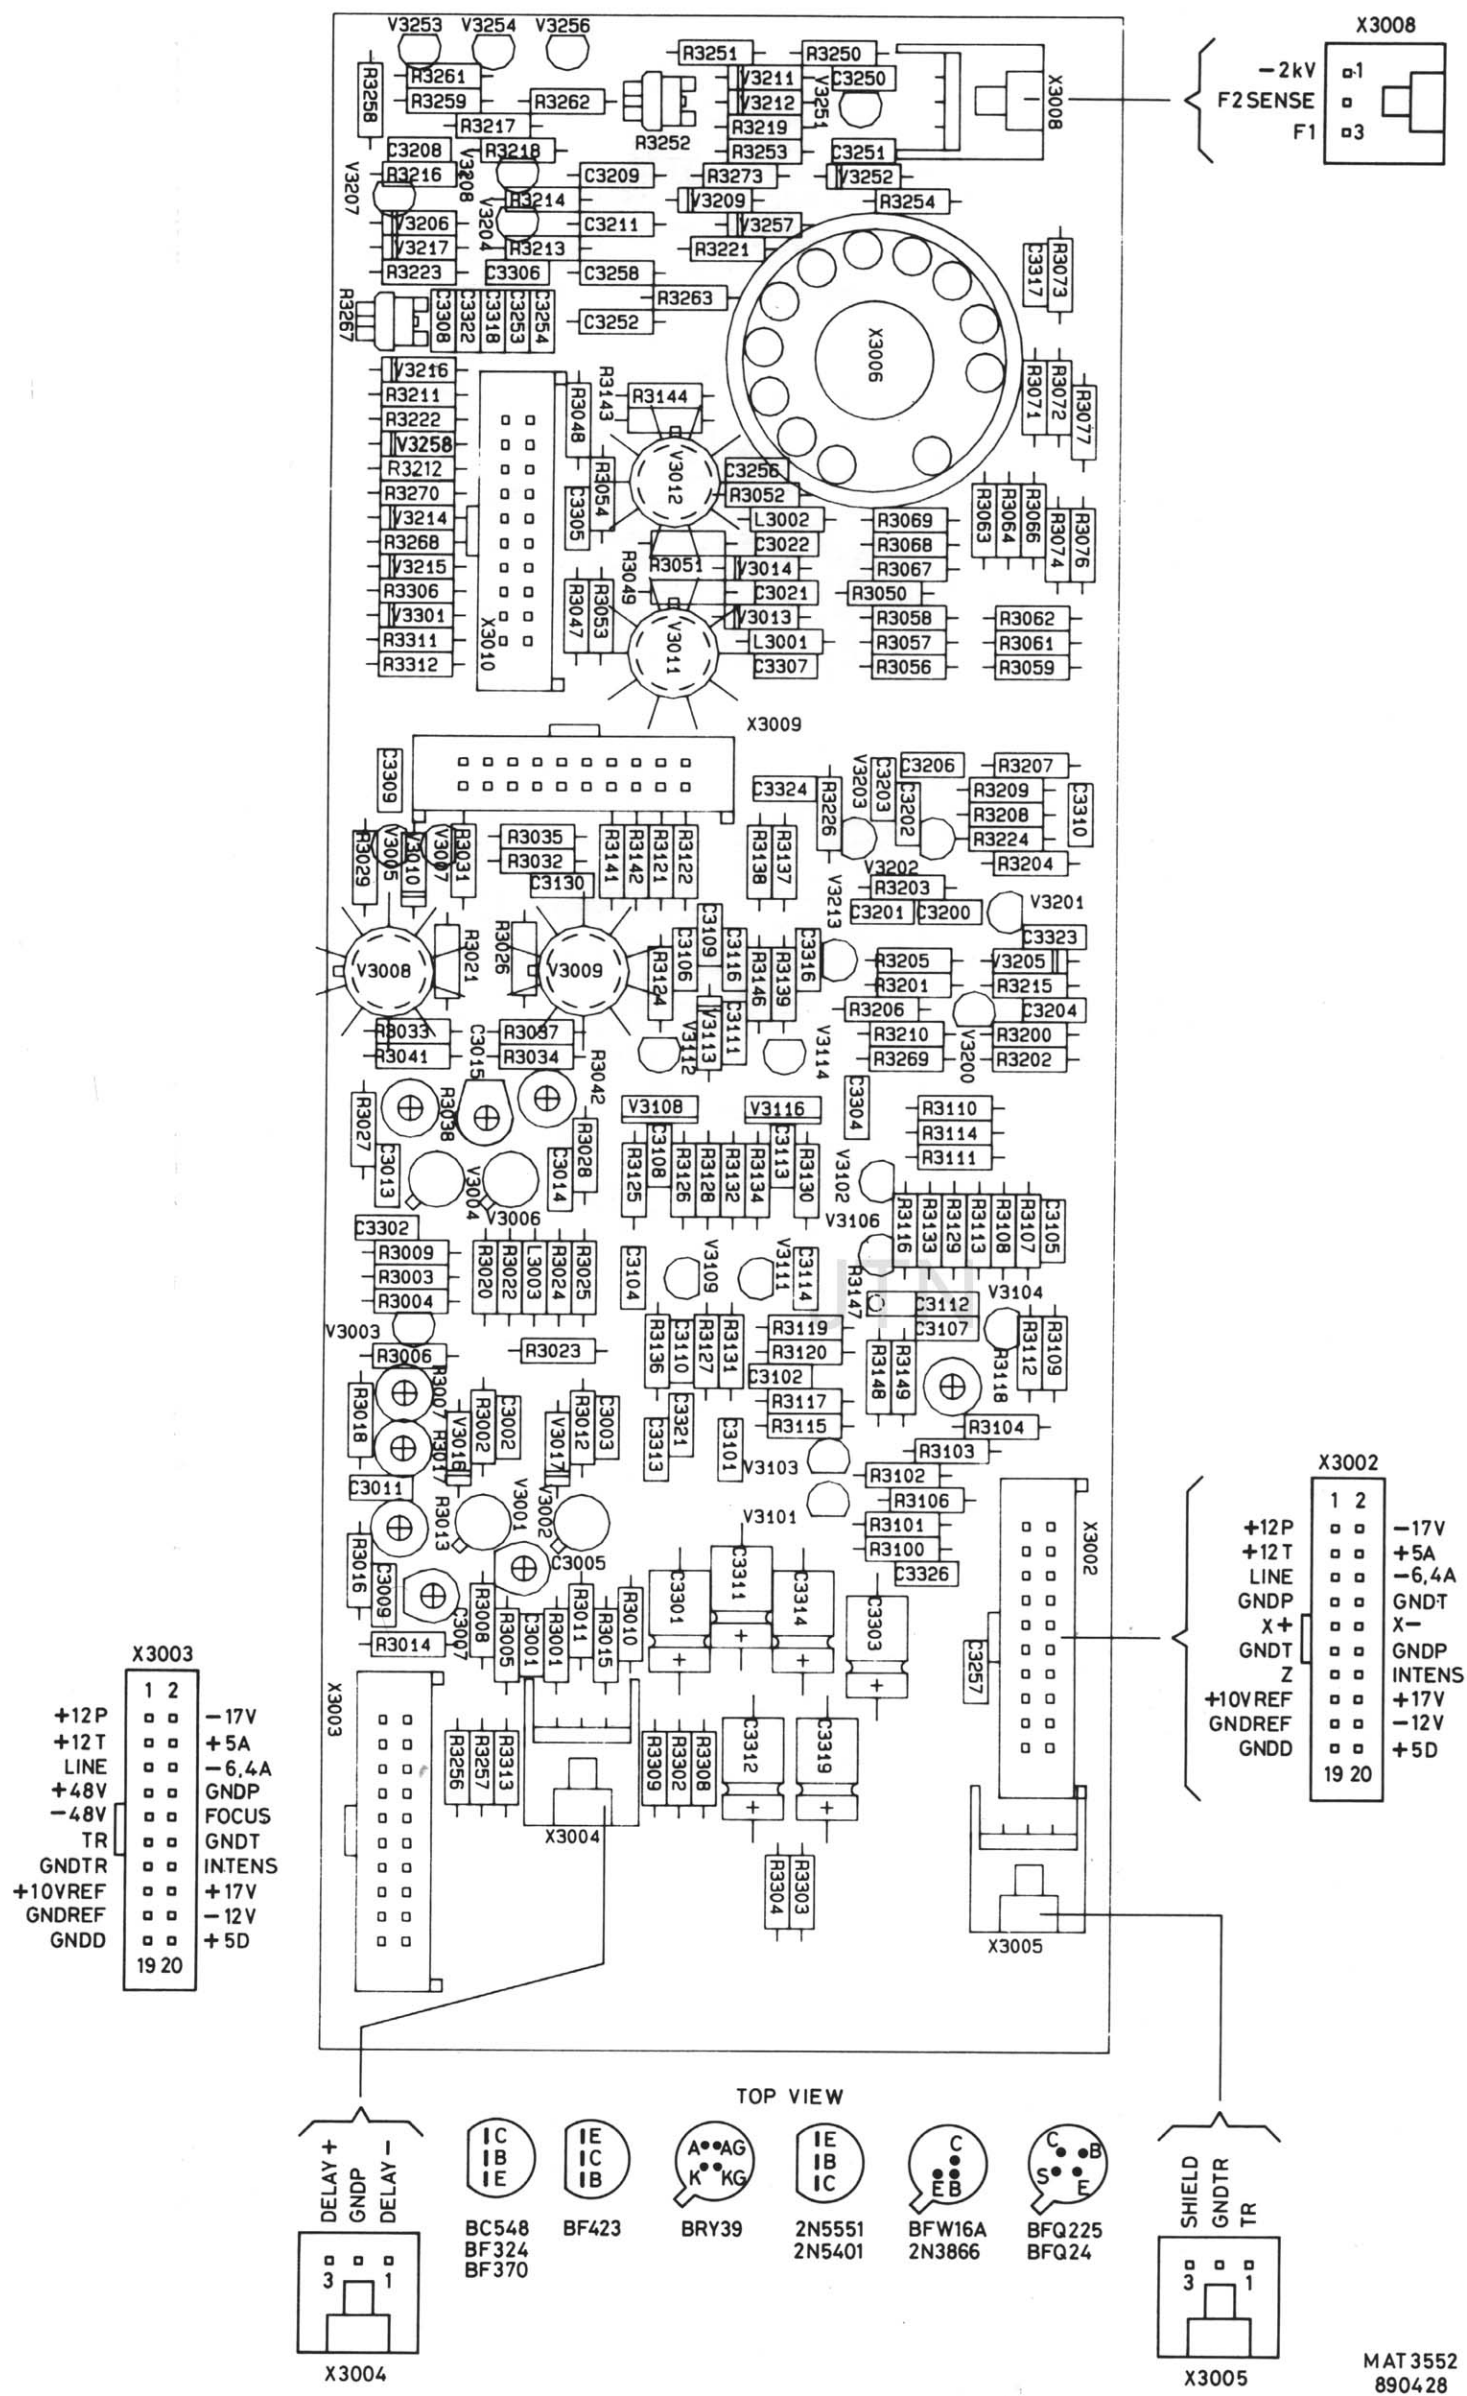 V3253 V3254 V3256
R3258
R3261
R3259
R3262
R3217
R3252
R3251
R3250
V3211
V3212
R3219
R3253
V3251
C3250
C3251
X3008
C3208
R3218
R3216
V3208
V3207
R3214
C3209
R3273
V3252
V3209
R3254
V3206
V3204
C3211
V3257
V3217
R3213
R3221
R3223
C3306
C3258
R3263
R3267
C3308
C3322
C3318
C3253
C3254
C3252
X3006
C3317
R3073
V3216
R3211
R3222
V3258
R3212
R3270
V3214
R3268
V3215
R3306
V3301
R3311
R3312
X3010
R3048
R3143
R3144
R3054
C3305
V3012
C3256
R3052
L3002
C3022
R3051
V3014
C3021
R3049
V3013
R3047
R3053
V3011
L3001
C3307
R3071
R3072
R3077
R3063
R3064
R3066
R3074
R3076
R3069
R3068
R3067
R3050
R3058
R3057
R3056
R3062
R3061
R3059
X3009
C3309
C3324
R3226
V3203
C3203
C3202
C3206
R3207
R3209
R3208
R3224
R3204
C3310
R3029
V3005
V3010
V3007
R3031
R3035
R3032
C3130
R3141
R3142
R3121
R3122
R3138
R3137
V3202
R3203
C3201
C3200
V3201
V3213
C3323
V3008
R3021
R3026
V3009
R3124
C3106
C3109
C3116
R3146
R3139
C3316
R3205
R3201
V3205
R3215
R3206
C3204
R3210
R3269
V3200
R3200
R3202
R3033
R3041
C3015
R3037
R3034
V3112
V3113
C3111
V3114
R3042
R3038
R3027
C3013
V3004
V3006
C3014
R3028
V3108
V3116
C3304
R3110
R3114
R3111
R3125
C3108
R3126
R3128
R3132
R3134
C3113
R3130
V3102
V3106
R3116
R3133
R3129
R3113
R3108
R3107
C3105
C3302
R3009
R3003
R3004
R3020
R3022
L3003
R3024
R3025
C3104
V3109
V3111
C3114
R3147
C3112
C3107
V3104
V3003
R3006
R3023
R3136
C3110
R3127
R3131
R3119
R3120
C3102
R3117
R3115
R3148
R3149
R3118
R3112
R3109
R3007
R3018
R3017
V3016
R3002
C3002
V3017
R3012
C3003
C3313
C3321
C3101
R3104
R3103
V3103
R3102
R3106
V3101
R3101
R3100
C3326
C3011
R3013
V3001
V3002
C3005
R3016
C3009
C3007
R3014
R3008
R3005
C3001
R3001
R3011
R3015
R3010
C3301
+
C3311
+
C3314
+
C3303
+
C3257
X3002
X3003
R3256
R3257
R3313
X3004
R3309
R3302
R3308
C3312
+
C3319
+
R3304
R3303
X3005
JTN
X3008
-2kV 1
F2SENSE
F1 3
X3002
1 2
+12P -17V
+12T +5A
LINE -6,4A
GNDP GNDT
X+ X-
GNDT GNDP
Z INTENS
+10VREF +17V
GNDREF -12V
GNDD +5D
19 20
X3003
1 2
+12P -17V
+12T +5A
LINE -6,4A
+48V GNDP
-48V FOCUS
TR GNDT
GNDTR INTENS
+10VREF +17V
GNDREF -12V
GNDD +5D
19 20
TOP VIEW
DELAY+
GNDP
DELAY-
3 1
X3004
C
B
E
BC548
BF324
BF370
E
C
B
BF423
A AG
K KG
BRY39
E
B
C
2N5551
2N5401
C
E B
BFW16A
2N3866
C B
S E
BFQ225
BFQ24
SHIELD
GNDTR
TR
3 1
X3005
MAT3552
890428